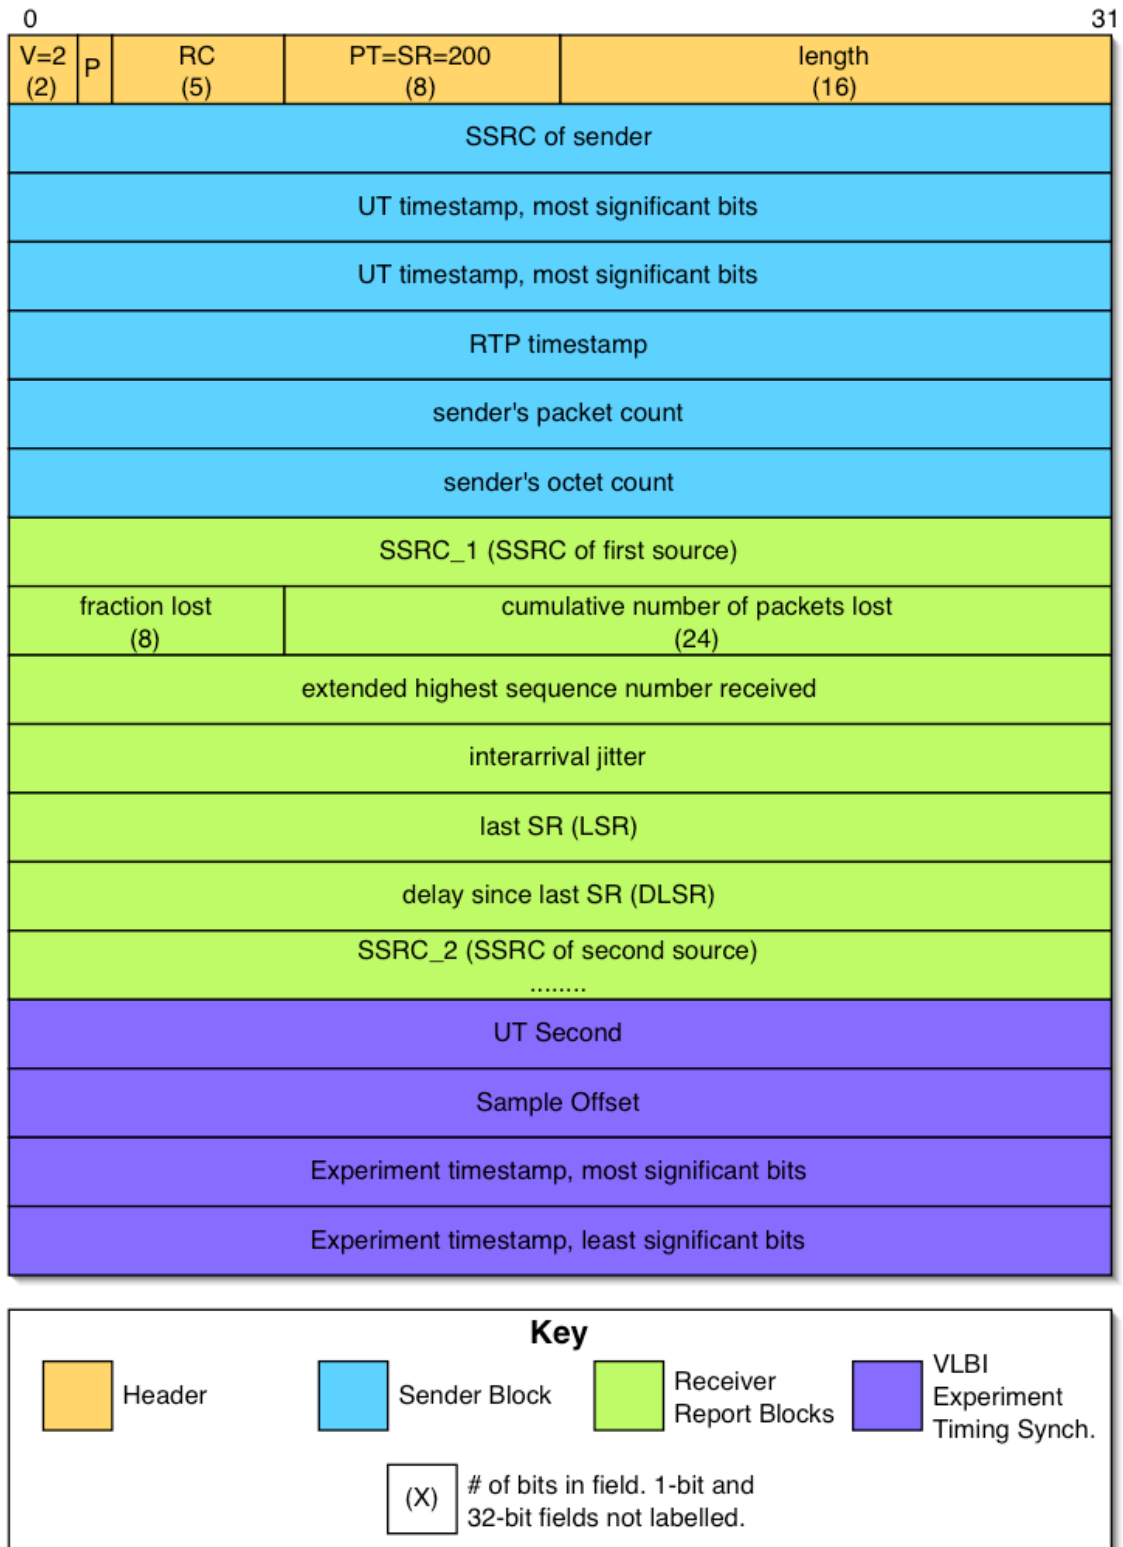 0 31
V=2 P RC PT=SR=200 length
(2) (5) (8) (16)
SSRC of sender
UT timestamp, most significant bits
UT timestamp, most significant bits
RTP timestamp
sender's packet count
sender's octet count
SSRC_1 (SSRC of first source)
fraction lost cumulative number of packets lost
(8) (24)
extended highest sequence number received
interarrival jitter
last SR (LSR)
delay since last SR (DLSR)
SSRC_2 (SSRC of second source)
........
UT Second
Sample Offset
Experiment timestamp, most significant bits
Experiment timestamp, least significant bits
Key
Header
Sender Block
Receiver
Report Blocks
VLBI
Experiment
Timing Synch.
(X)
# of bits in field. 1-bit and
32-bit fields not labelled.